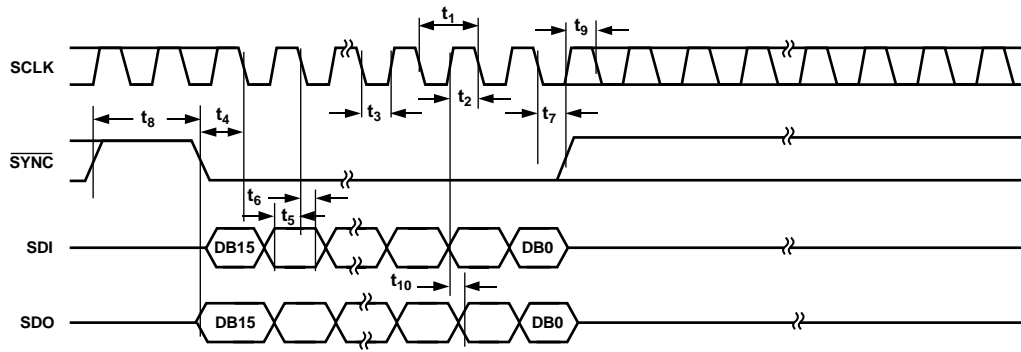 t1
t9
SCLK
t2
t3
t7
t8
t4
SYNC
t6
t5
SDI
DB15
DB0
t10
SDO
DB15
DB0